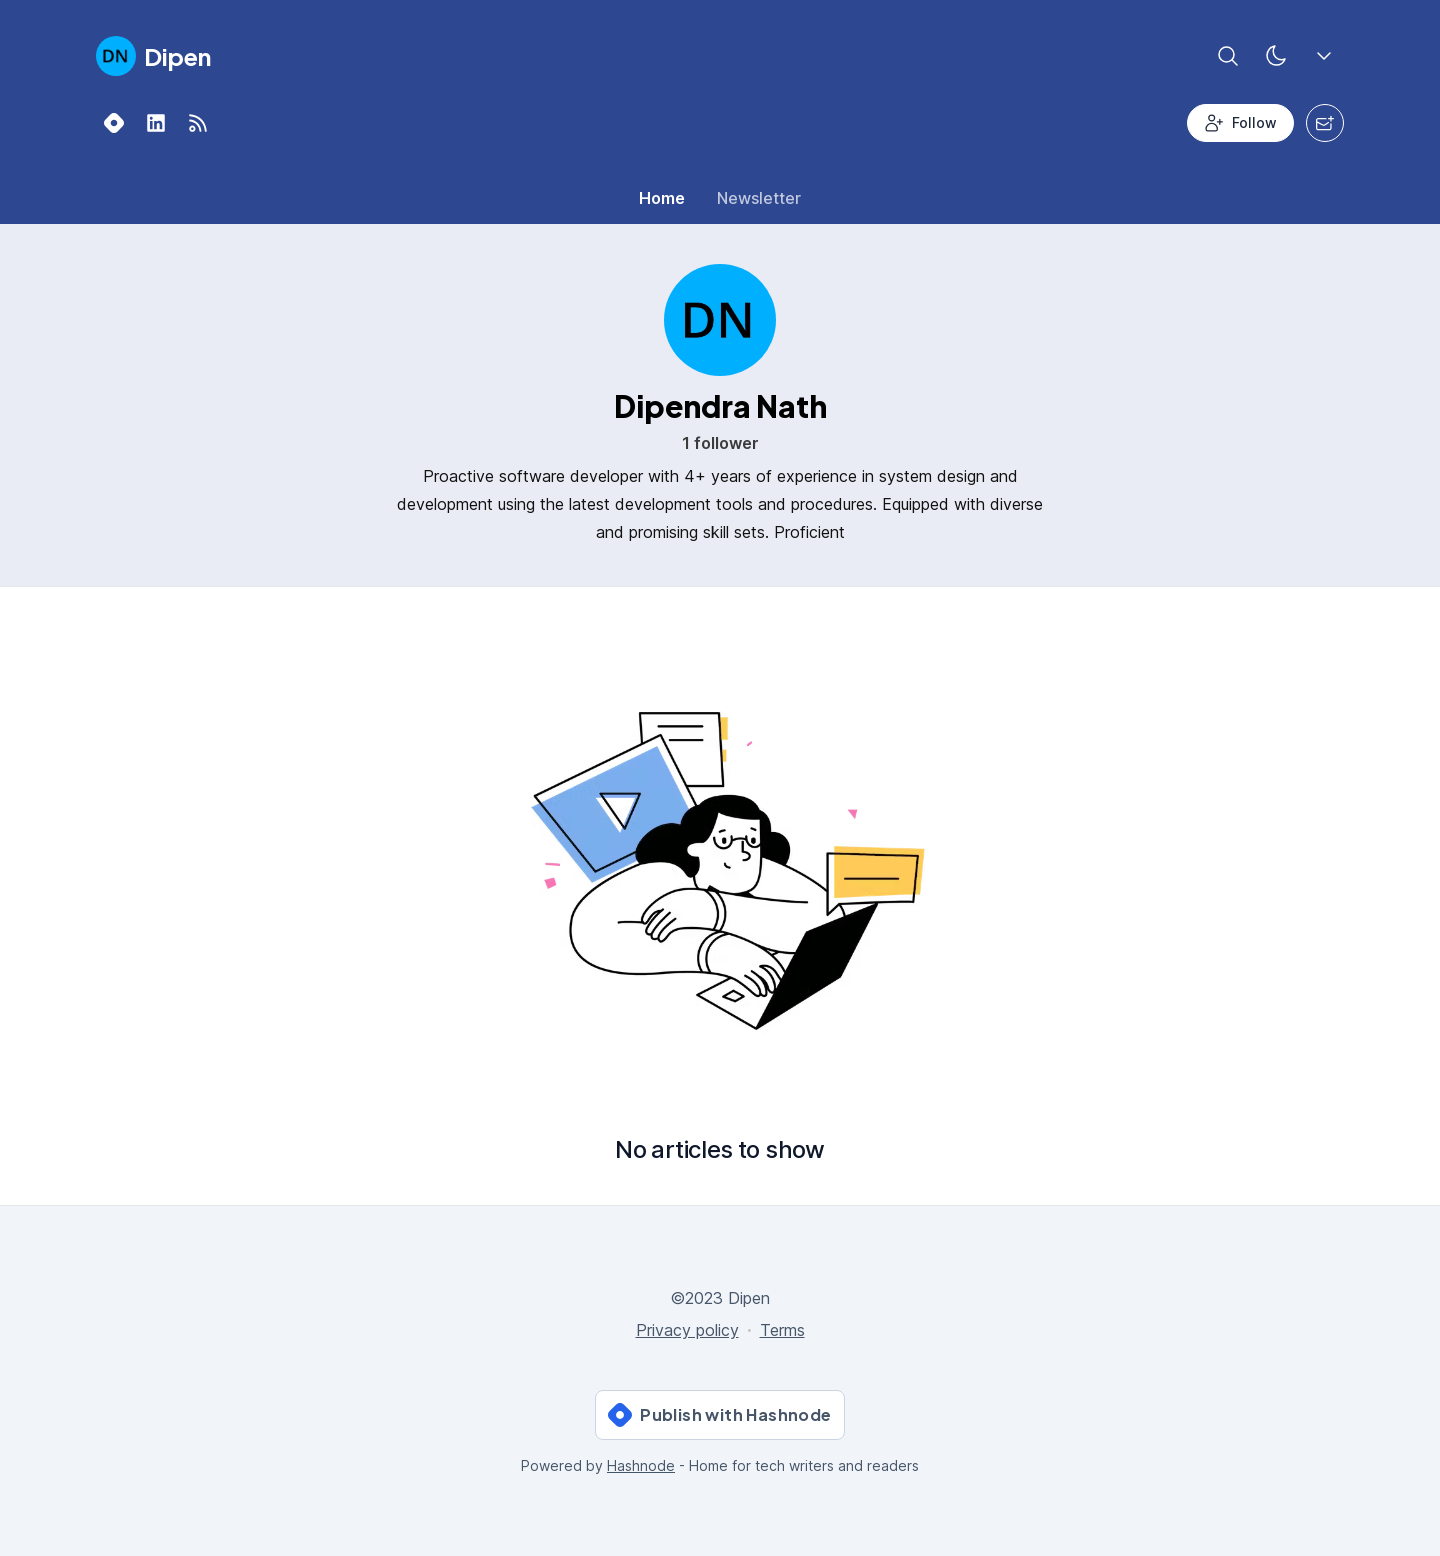 DN Dipen
Follow
Home Newsletter
DN
Dipendra Nath
1 follower
Proactive software developer with 4+ years of experience in system design and
development using the latest development tools and procedures. Equipped with diverse
and promising skill sets. Proficient
No articles to show
©2023 Dipen
Privacy policy · Terms
Publish with Hashnode
Powered by Hashnode - Home for tech writers and readers